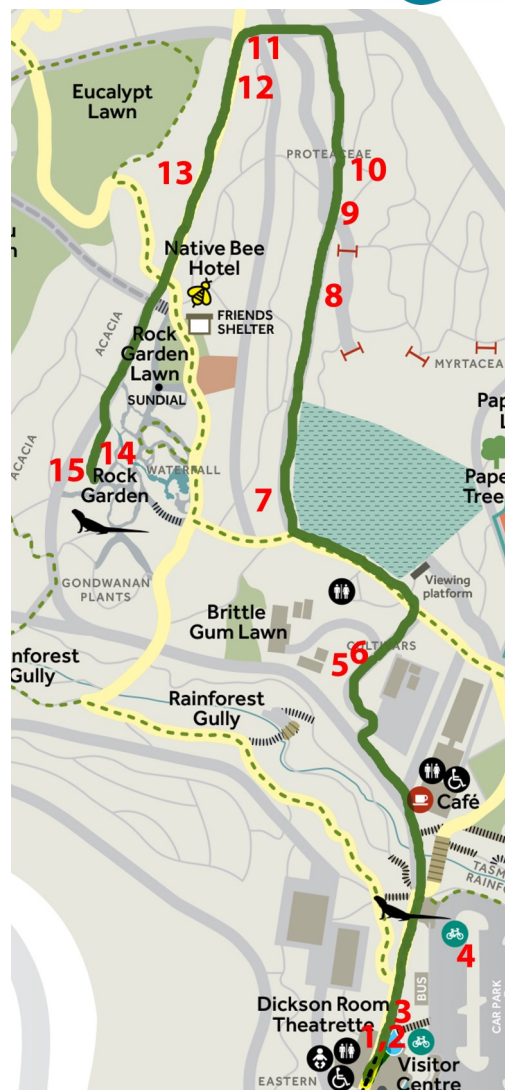 11
12
Eucalypt
Lawn
PROTEACEAE
10
13
9
Native Bee
Hotel
8
FRIENDS
SHELTER
ACACIA
Rock
Garden
Lawn
MYRTACEA
SUNDIAL
Pap
L
ACACIA
14
15
Rock
Garden
WATERFALL
7
Pape
Tree
GONDWANAN
PLANTS
Viewing
platform
Brittle
Gum Lawn
CULTIVARS
5
6
nforest
Gully
Rainforest
Gully
Café
TASM
RAINFOR
4
BUS
CAR PARK
3
Dickson Room
Theatrette
1,2
Visitor
Centre
EASTERN